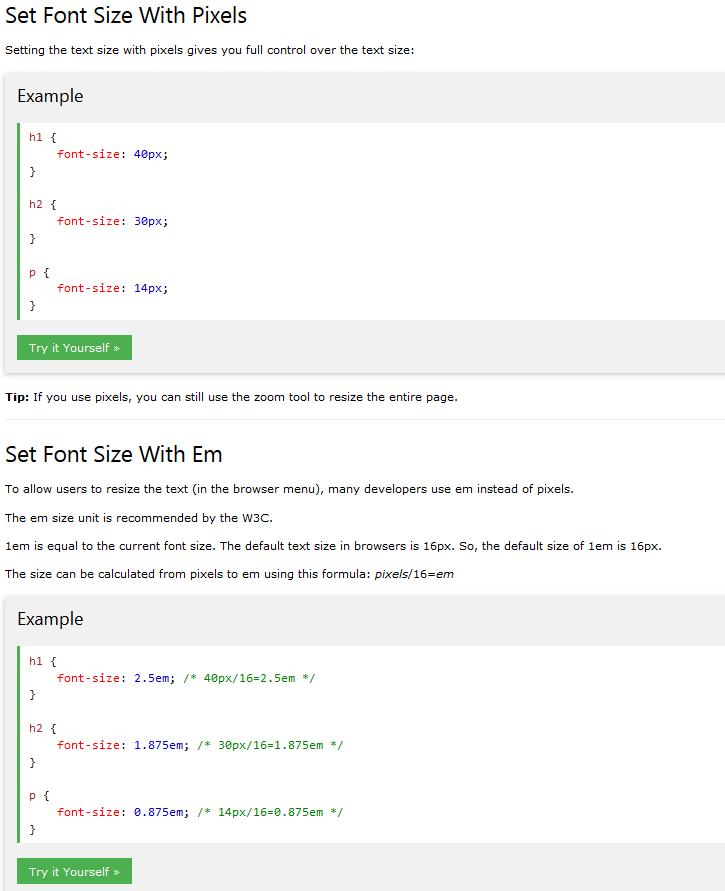 Set Font Size With Pixels
Setting the text size with pixels gives you full control over the text size:
Example
h1 {
    font-size: 40px;
}
h2 {
    font-size: 30px;
}
p {
    font-size: 14px;
}
Try it Yourself »
Tip: If you use pixels, you can still use the zoom tool to resize the entire page.
Set Font Size With Em
To allow users to resize the text (in the browser menu), many developers use em instead of pixels.
The em size unit is recommended by the W3C.
1em is equal to the current font size. The default text size in browsers is 16px. So, the default size of 1em is 16px.
The size can be calculated from pixels to em using this formula: pixels/16=em
Example
h1 {
    font-size: 2.5em; /* 40px/16=2.5em */
}
h2 {
    font-size: 1.875em; /* 30px/16=1.875em */
}
p {
    font-size: 0.875em; /* 14px/16=0.875em */
}
Try it Yourself »